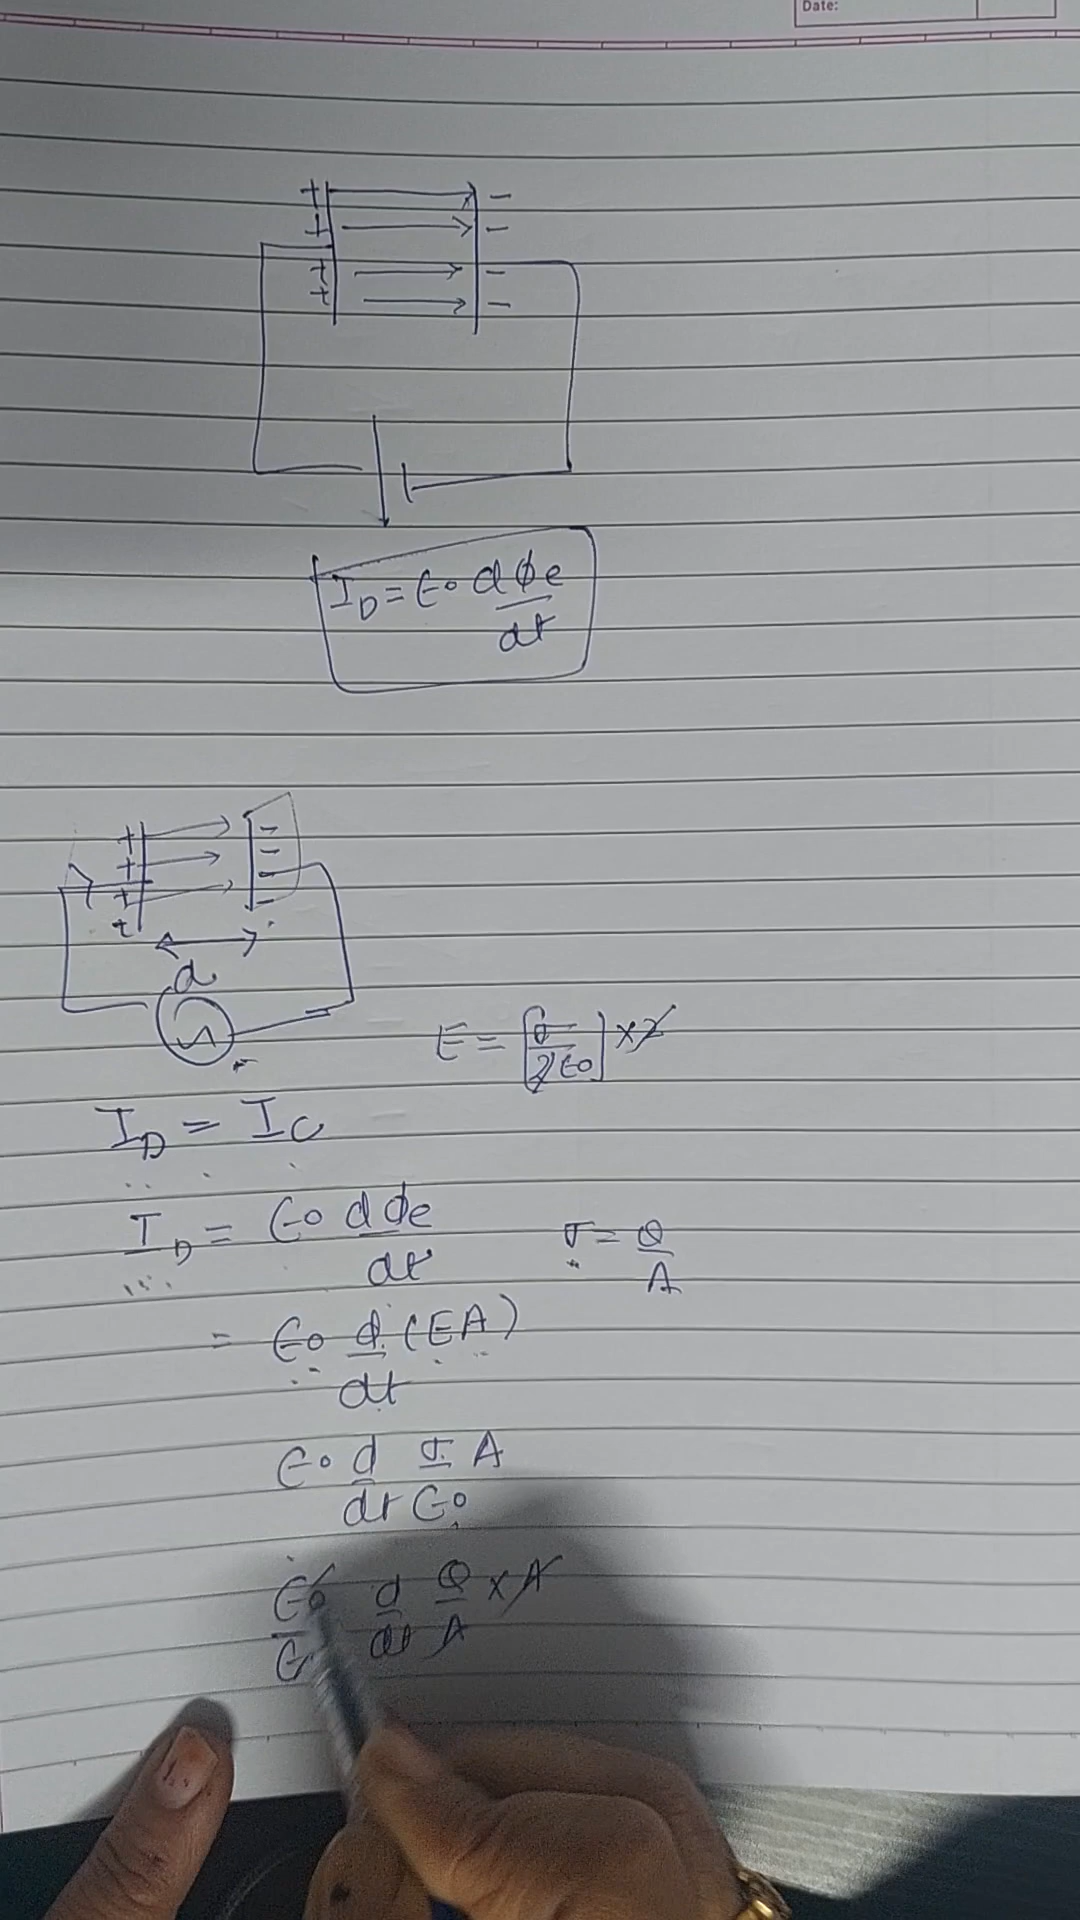 Date:
+ −
+ −
+ −
+ −
I_D = ε₀ dϕe/dt
+ −
+ −
+ −
+ −
d
E = [σ/2ε₀] × 2
I_D = I_C
I_D = ε₀ dϕe/dt
σ = Q/A
= ε₀ d/dt (EA)
ε₀ d/dt σ/ε₀ A
ε₀/ε d/dt Q/A × A